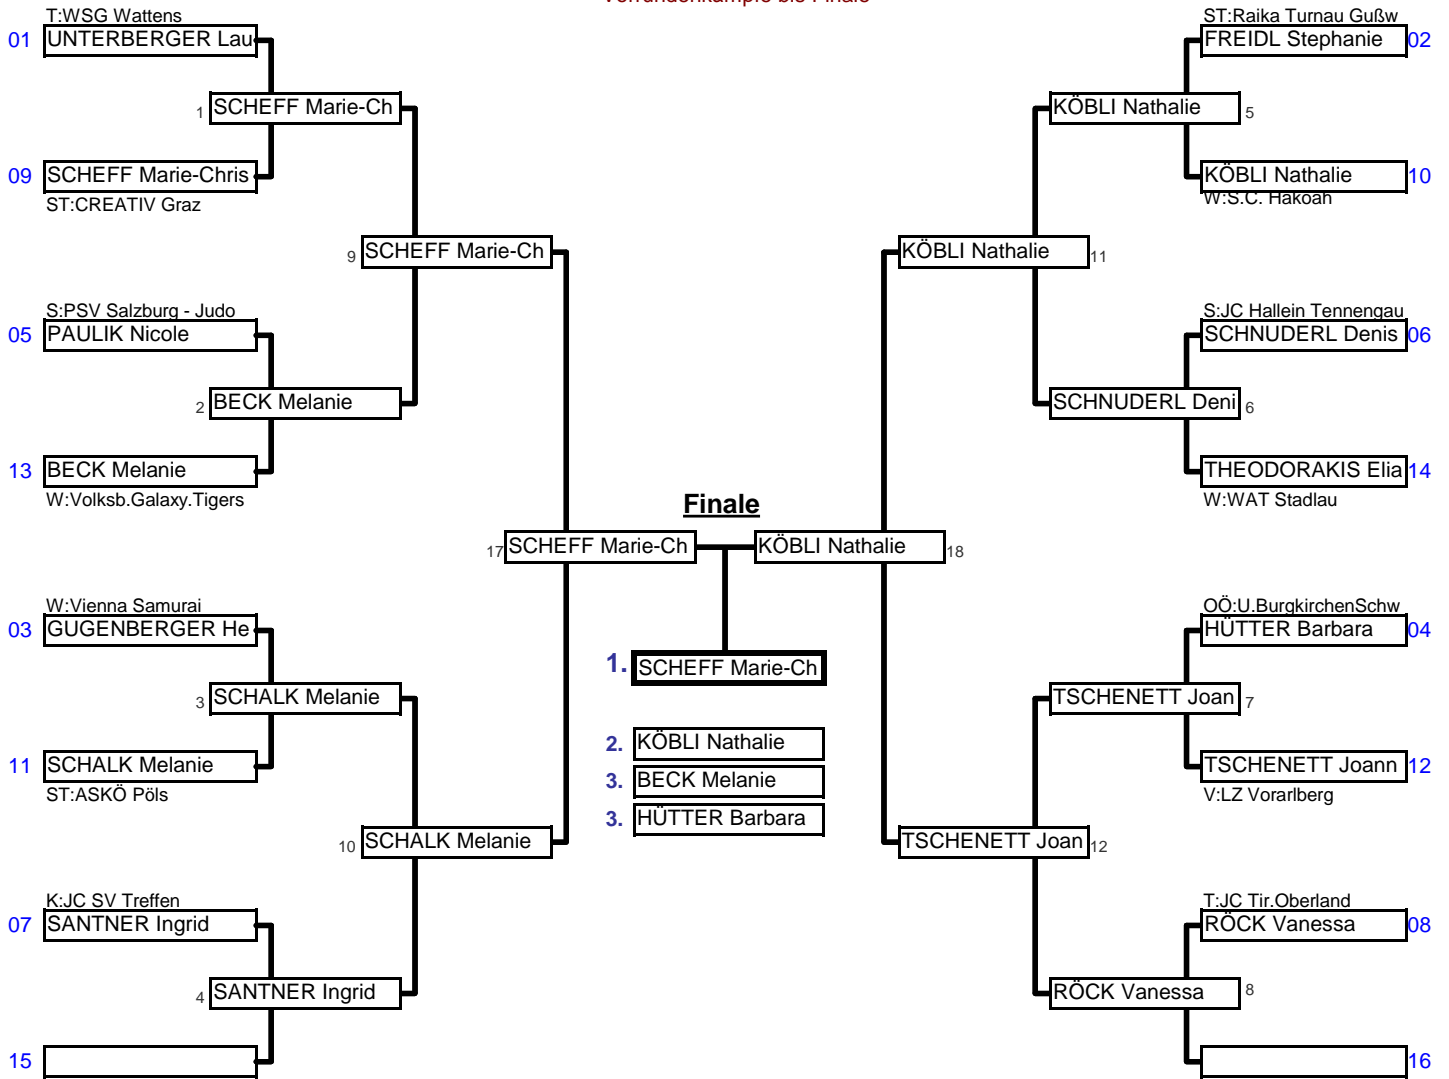 Vorrundenkämpfe bis Finale
T:WSG Wattens
01 UNTERBERGER Lau
1 SCHEFF Marie-Ch
09 SCHEFF Marie-Chris
ST:CREATIV Graz
9 SCHEFF Marie-Ch
S:PSV Salzburg - Judo
05 PAULIK Nicole
2 BECK Melanie
13 BECK Melanie
W:Volksb.Galaxy.Tigers
17 SCHEFF Marie-Ch
W:Vienna Samurai
03 GUGENBERGER He
3 SCHALK Melanie
11 SCHALK Melanie
ST:ASKÖ Pöls
10 SCHALK Melanie
K:JC SV Treffen
07 SANTNER Ingrid
4 SANTNER Ingrid
15
Finale
1. SCHEFF Marie-Ch
2. KÖBLI Nathalie
3. BECK Melanie
3. HÜTTER Barbara
ST:Raika Turnau Gußw
FREIDL Stephanie 02
KÖBLI Nathalie 5
KÖBLI Nathalie 10
W:S.C. Hakoah
KÖBLI Nathalie 11
S:JC Hallein Tennengau
SCHNUDERL Denis 06
SCHNUDERL Deni 6
THEODORAKIS Elia 14
W:WAT Stadlau
KÖBLI Nathalie 18
OÖ:U.BurgkirchenSchw
HÜTTER Barbara 04
TSCHENETT Joan 7
TSCHENETT Joann 12
V:LZ Vorarlberg
TSCHENETT Joan 12
T:JC Tir.Oberland
RÖCK Vanessa 08
RÖCK Vanessa 8
16